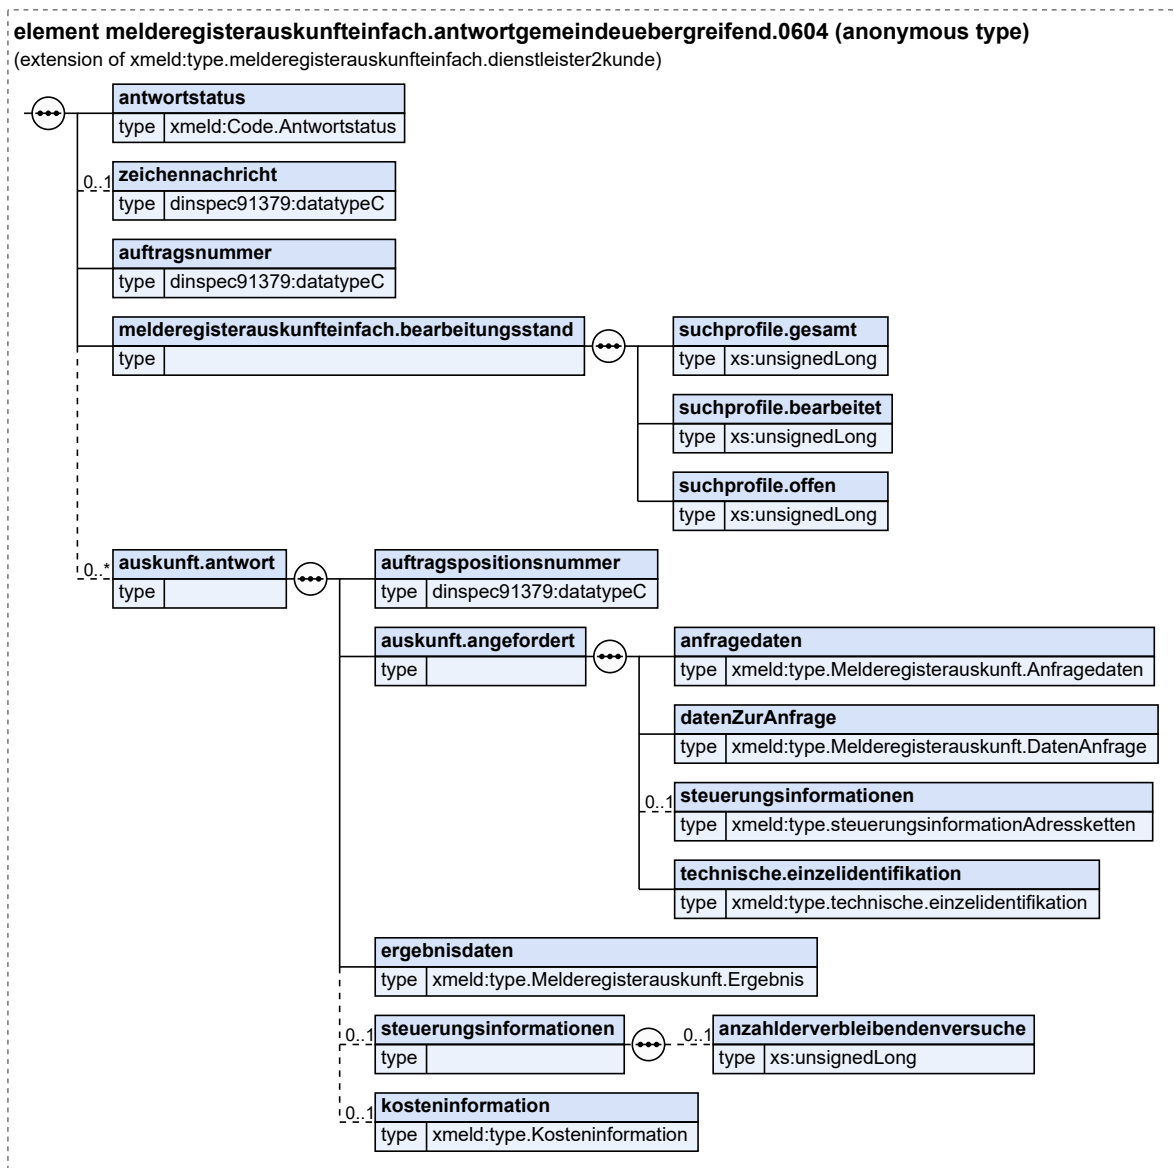 element melderegisterauskunfteinfach.antwortgemeindeuebergreifend.0604 (anonymous type)
(extension of xmeld:type.melderegisterauskunfteinfach.dienstleister2kunde)
antwortstatus
type xmeld:Code.Antwortstatus
0..1 zeichennachricht
type dinspec91379:datatypeC
auftragsnummer
type dinspec91379:datatypeC
melderegisterauskunfteinfach.bearbeitungsstand
type
suchprofile.gesamt
type xs:unsignedLong
suchprofile.bearbeitet
type xs:unsignedLong
suchprofile.offen
type xs:unsignedLong
0..* auskunft.antwort
type
auftragspositionsnummer
type dinspec91379:datatypeC
auskunft.angefordert
type
anfragedaten
type xmeld:type.Melderegisterauskunft.Anfragedaten
datenZurAnfrage
type xmeld:type.Melderegisterauskunft.DatenAnfrage
0..1 steuerungsinformationen
type xmeld:type.steuerungsinformationAdressketten
technische.einzelidentifikation
type xmeld:type.technische.einzelidentifikation
ergebnisdaten
type xmeld:type.Melderegisterauskunft.Ergebnis
0..1 steuerungsinformationen
type
0..1 anzahlderverbleibendenversuche
type xs:unsignedLong
0..1 kosteninformation
type xmeld:type.Kosteninformation